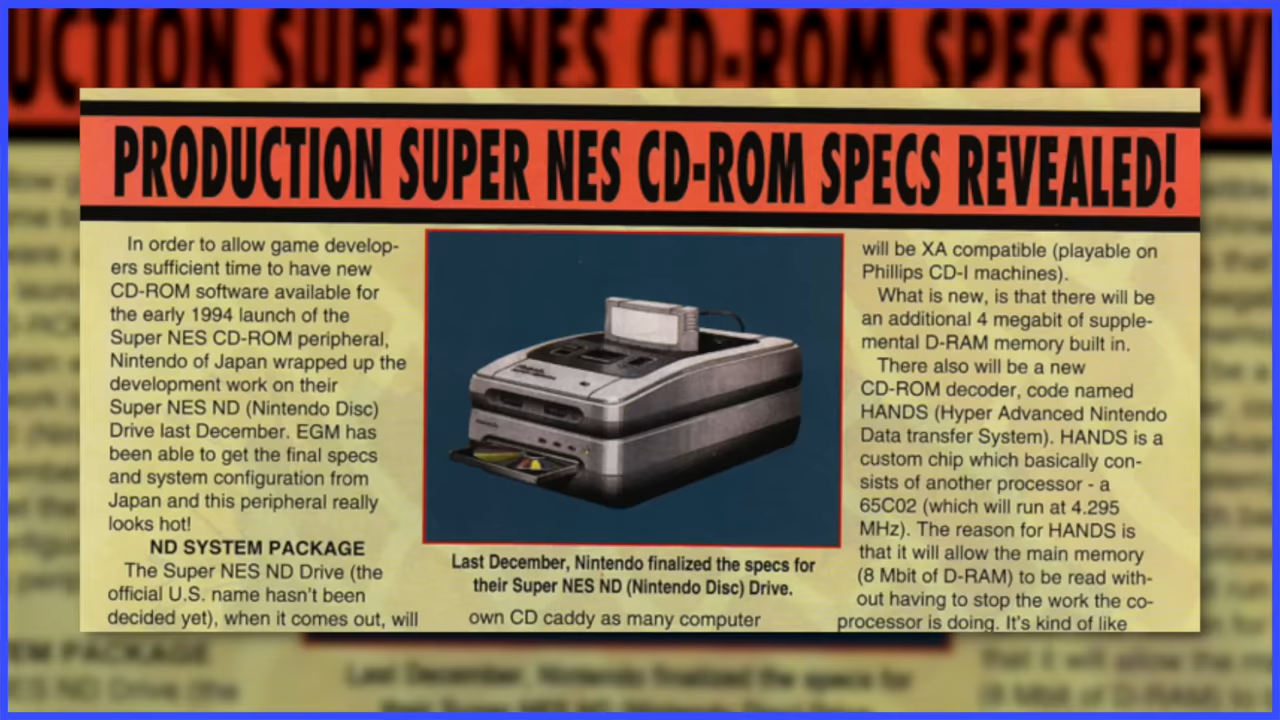 PRODUCTION SUPER NES CD-ROM SPECS REVEALED!
In order to allow game develop-
ers sufficient time to have new
CD-ROM software available for
the early 1994 launch of the
Super NES CD-ROM peripheral,
Nintendo of Japan wrapped up the
development work on their
Super NES ND (Nintendo Disc)
Drive last December. EGM has
been able to get the final specs
and system configuration from
Japan and this peripheral really
looks hot!
ND SYSTEM PACKAGE
The Super NES ND Drive (the
official U.S. name hasn't been
decided yet), when it comes out, will
Last December, Nintendo finalized the specs for
their Super NES ND (Nintendo Disc) Drive.
own CD caddy as many computer
will be XA compatible (playable on
Phillips CD-I machines).
What is new, is that there will be
an additional 4 megabit of supple-
mental D-RAM memory built in.
There also will be a new
CD-ROM decoder, code named
HANDS (Hyper Advanced Nintendo
Data transfer System). HANDS is a
custom chip which basically con-
sists of another processor - a
65C02 (which will run at 4.295
MHz). The reason for HANDS is
that it will allow the main memory
(8 Mbit of D-RAM) to be read with-
out having to stop the work the co-
processor is doing. It's kind of like